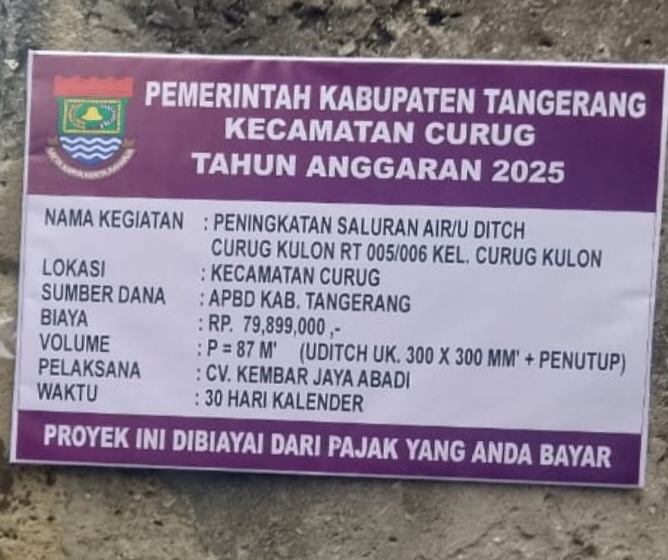 PEMERINTAH KABUPATEN TANGERANG
KECAMATAN CURUG
TAHUN ANGGARAN 2025
NAMA KEGIATAN : PENINGKATAN SALURAN AIR/U DITCH
CURUG KULON RT 005/006 KEL. CURUG KULON
LOKASI : KECAMATAN CURUG
SUMBER DANA : APBD KAB. TANGERANG
BIAYA : RP. 79,899,000 ,-
VOLUME : P = 87 M' (UDITCH UK. 300 X 300 MM' + PENUTUP)
PELAKSANA : CV. KEMBAR JAYA ABADI
WAKTU : 30 HARI KALENDER
PROYEK INI DIBIAYAI DARI PAJAK YANG ANDA BAYAR